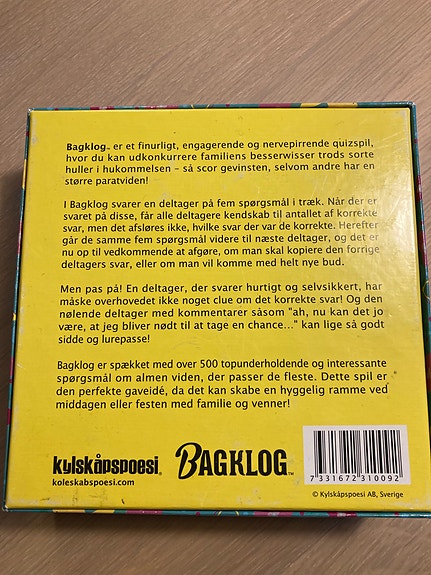 Bagklog™ er et finurligt, engagerende og nervepirrende quizspil,
hvor du kan udkonkurrere familiens besserwisser trods sorte
huller i hukommelsen – så scor gevinsten, selvom andre har en
større paratviden!
I Bagklog svarer en deltager på fem spørgsmål i træk. Når der er
svaret på disse, får alle deltagere kendskab til antallet af korrekte
svar, men det afsløres ikke, hvilke svar der var de korrekte. Herefter
går de samme fem spørgsmål videre til næste deltager, og det er
nu op til vedkommende at afgøre, om man skal kopiere den forrige
deltagers svar, eller om man vil komme med helt nye bud.
Men pas på! En deltager, der svarer hurtigt og selvsikkert, har
måske overhovedet ikke noget clue om det korrekte svar! Og den
nølende deltager med kommentarer såsom "ah, nu kan det jo
være, at jeg bliver nødt til at tage en chance..." kan lige så godt
sidde og lurepasse!
Bagklog er spækket med over 500 topunderholdende og interessante
spørgsmål om almen viden, der passer de fleste. Dette spil er
den perfekte gaveidé, da det kan skabe en hyggelig ramme ved
middagen eller festen med familie og venner!
kylskåpspoesi®
koleskabspoesi.com
BAGKLOG™
7 331672 310092 >
© Kylskåpspoesi AB, Sverige